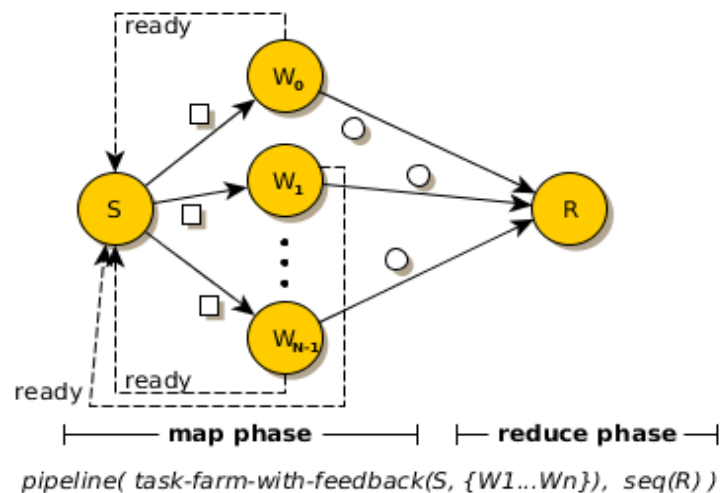 ready
W0
W1
S
R
WN-1
ready
ready
map phase
reduce phase
pipeline( task-farm-with-feedback(S, {W1...Wn}), seq(R) )